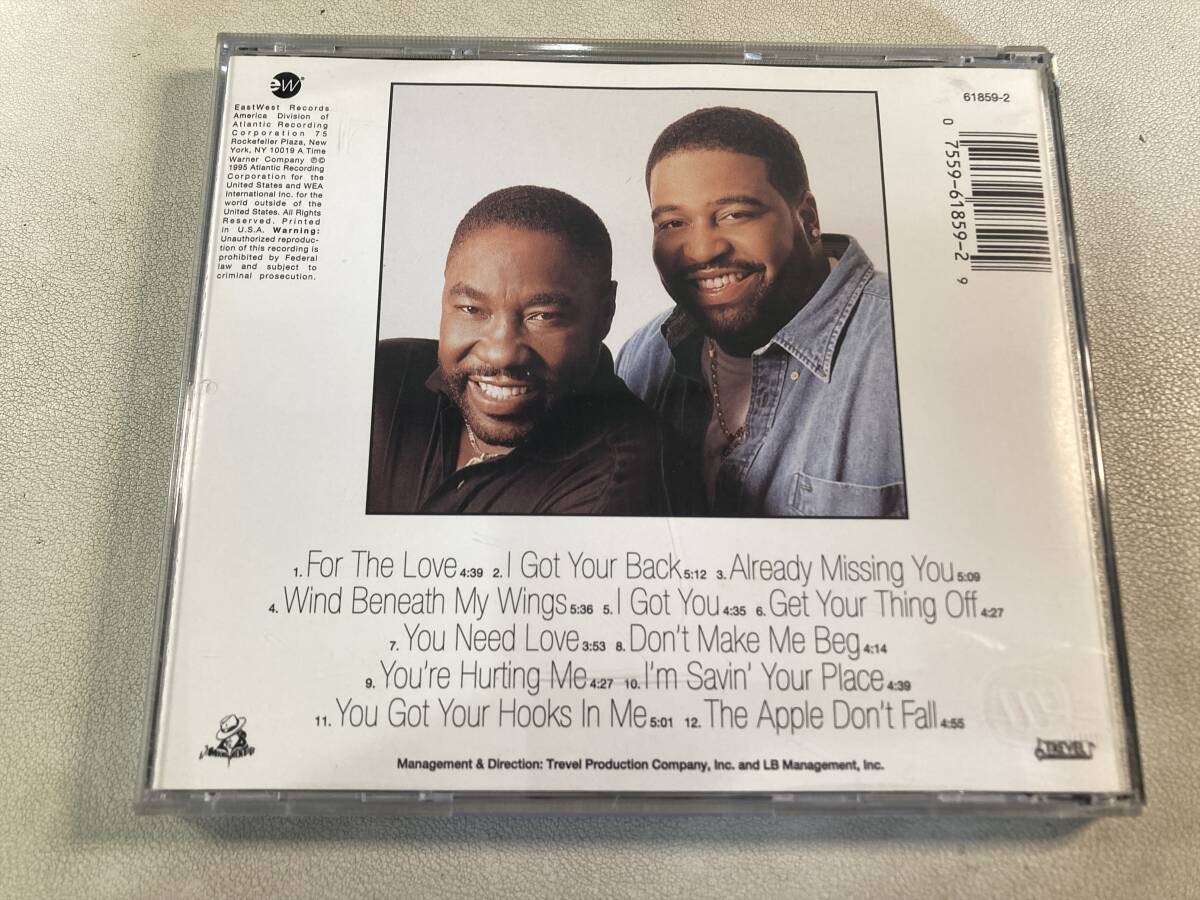 ew
EastWest Records
America Division of
Atlantic Recording
Corporation 75
Rockefeller Plaza, New
York, NY 10019 A Time
Warner Company ℗©
1995 Atlantic Recording
Corporation for the
United States and WEA
International Inc. for the
world outside of the
United States. All Rights
Reserved. Printed
in U.S.A. Warning:
Unauthorized reproduc-
tion of this recording is
prohibited by Federal
law and subject to
criminal prosecution.
61859-2
0 7559-61859-2 9
1. For The Love 4:39 2. I Got Your Back 5:12 3. Already Missing You 5:09
4. Wind Beneath My Wings 5:36 5. I Got You 4:35 6. Get Your Thing Off 4:27
7. You Need Love 3:53 8. Don't Make Me Beg 4:14
9. You're Hurting Me 4:27 10. I'm Savin' Your Place 4:39
11. You Got Your Hooks In Me 5:01 12. The Apple Don't Fall 4:55
TREVEL
Management & Direction: Trevel Production Company, Inc. and LB Management, Inc.